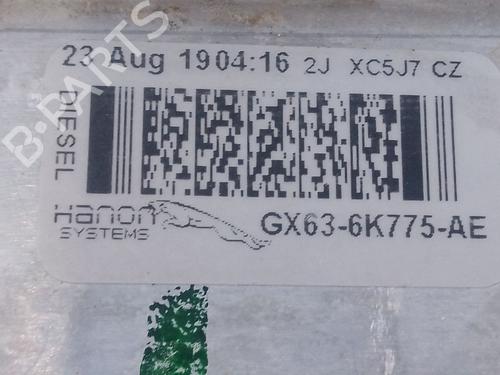 23 Aug 1904:16 2J XC5J7 CZ
DIESEL
Hanon
SYSTEMS
GX63-6K775-AE
B-PARTS